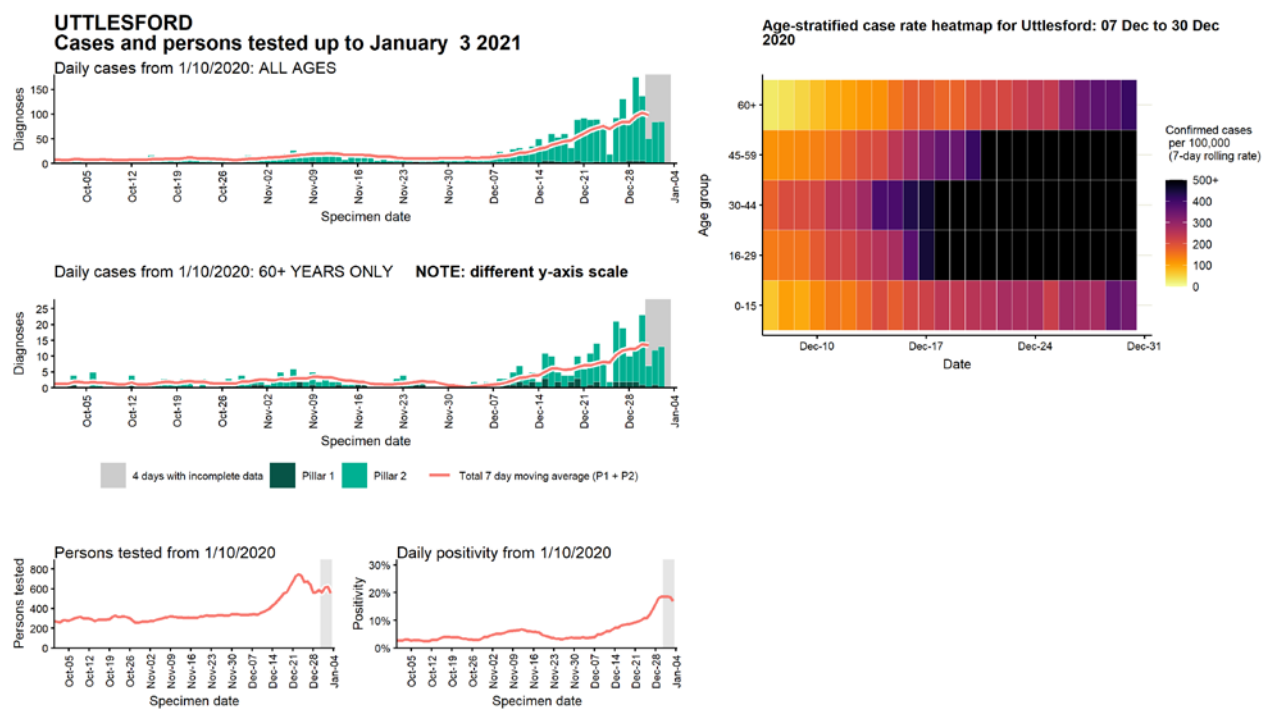 UTTLESFORD
Cases and persons tested up to January 3 2021
Daily cases from 1/10/2020: ALL AGES
Diagnoses
150
100
50
0
Oct-05
Oct-12
Oct-19
Oct-26
Nov-02
Nov-09
Nov-16
Nov-23
Nov-30
Dec-07
Dec-14
Dec-21
Dec-28
Jan-04
Specimen date
Daily cases from 1/10/2020: 60+ YEARS ONLY NOTE: different y-axis scale
Diagnoses
25
20
15
10
5
0
Oct-05
Oct-12
Oct-19
Oct-26
Nov-02
Nov-09
Nov-16
Nov-23
Nov-30
Dec-07
Dec-14
Dec-21
Dec-28
Jan-04
Specimen date
4 days with incomplete data
Pillar 1
Pillar 2
Total 7 day moving average (P1 + P2)
Persons tested from 1/10/2020
Persons tested
800
600
400
200
0
Oct-05
Oct-12
Oct-19
Oct-26
Nov-02
Nov-09
Nov-16
Nov-23
Nov-30
Dec-07
Dec-14
Dec-21
Dec-28
Jan-04
Specimen date
Daily positivity from 1/10/2020
Positivity
30%
20%
10%
0%
Oct-05
Oct-12
Oct-19
Oct-26
Nov-02
Nov-09
Nov-16
Nov-23
Nov-30
Dec-07
Dec-14
Dec-21
Dec-28
Jan-04
Specimen date
Age-stratified case rate heatmap for Uttlesford: 07 Dec to 30 Dec
2020
Age group
60+
45-59
30-44
16-29
0-15
Dec-10
Dec-17
Dec-24
Dec-31
Date
Confirmed cases
per 100,000
(7-day rolling rate)
500+
400
300
200
100
0